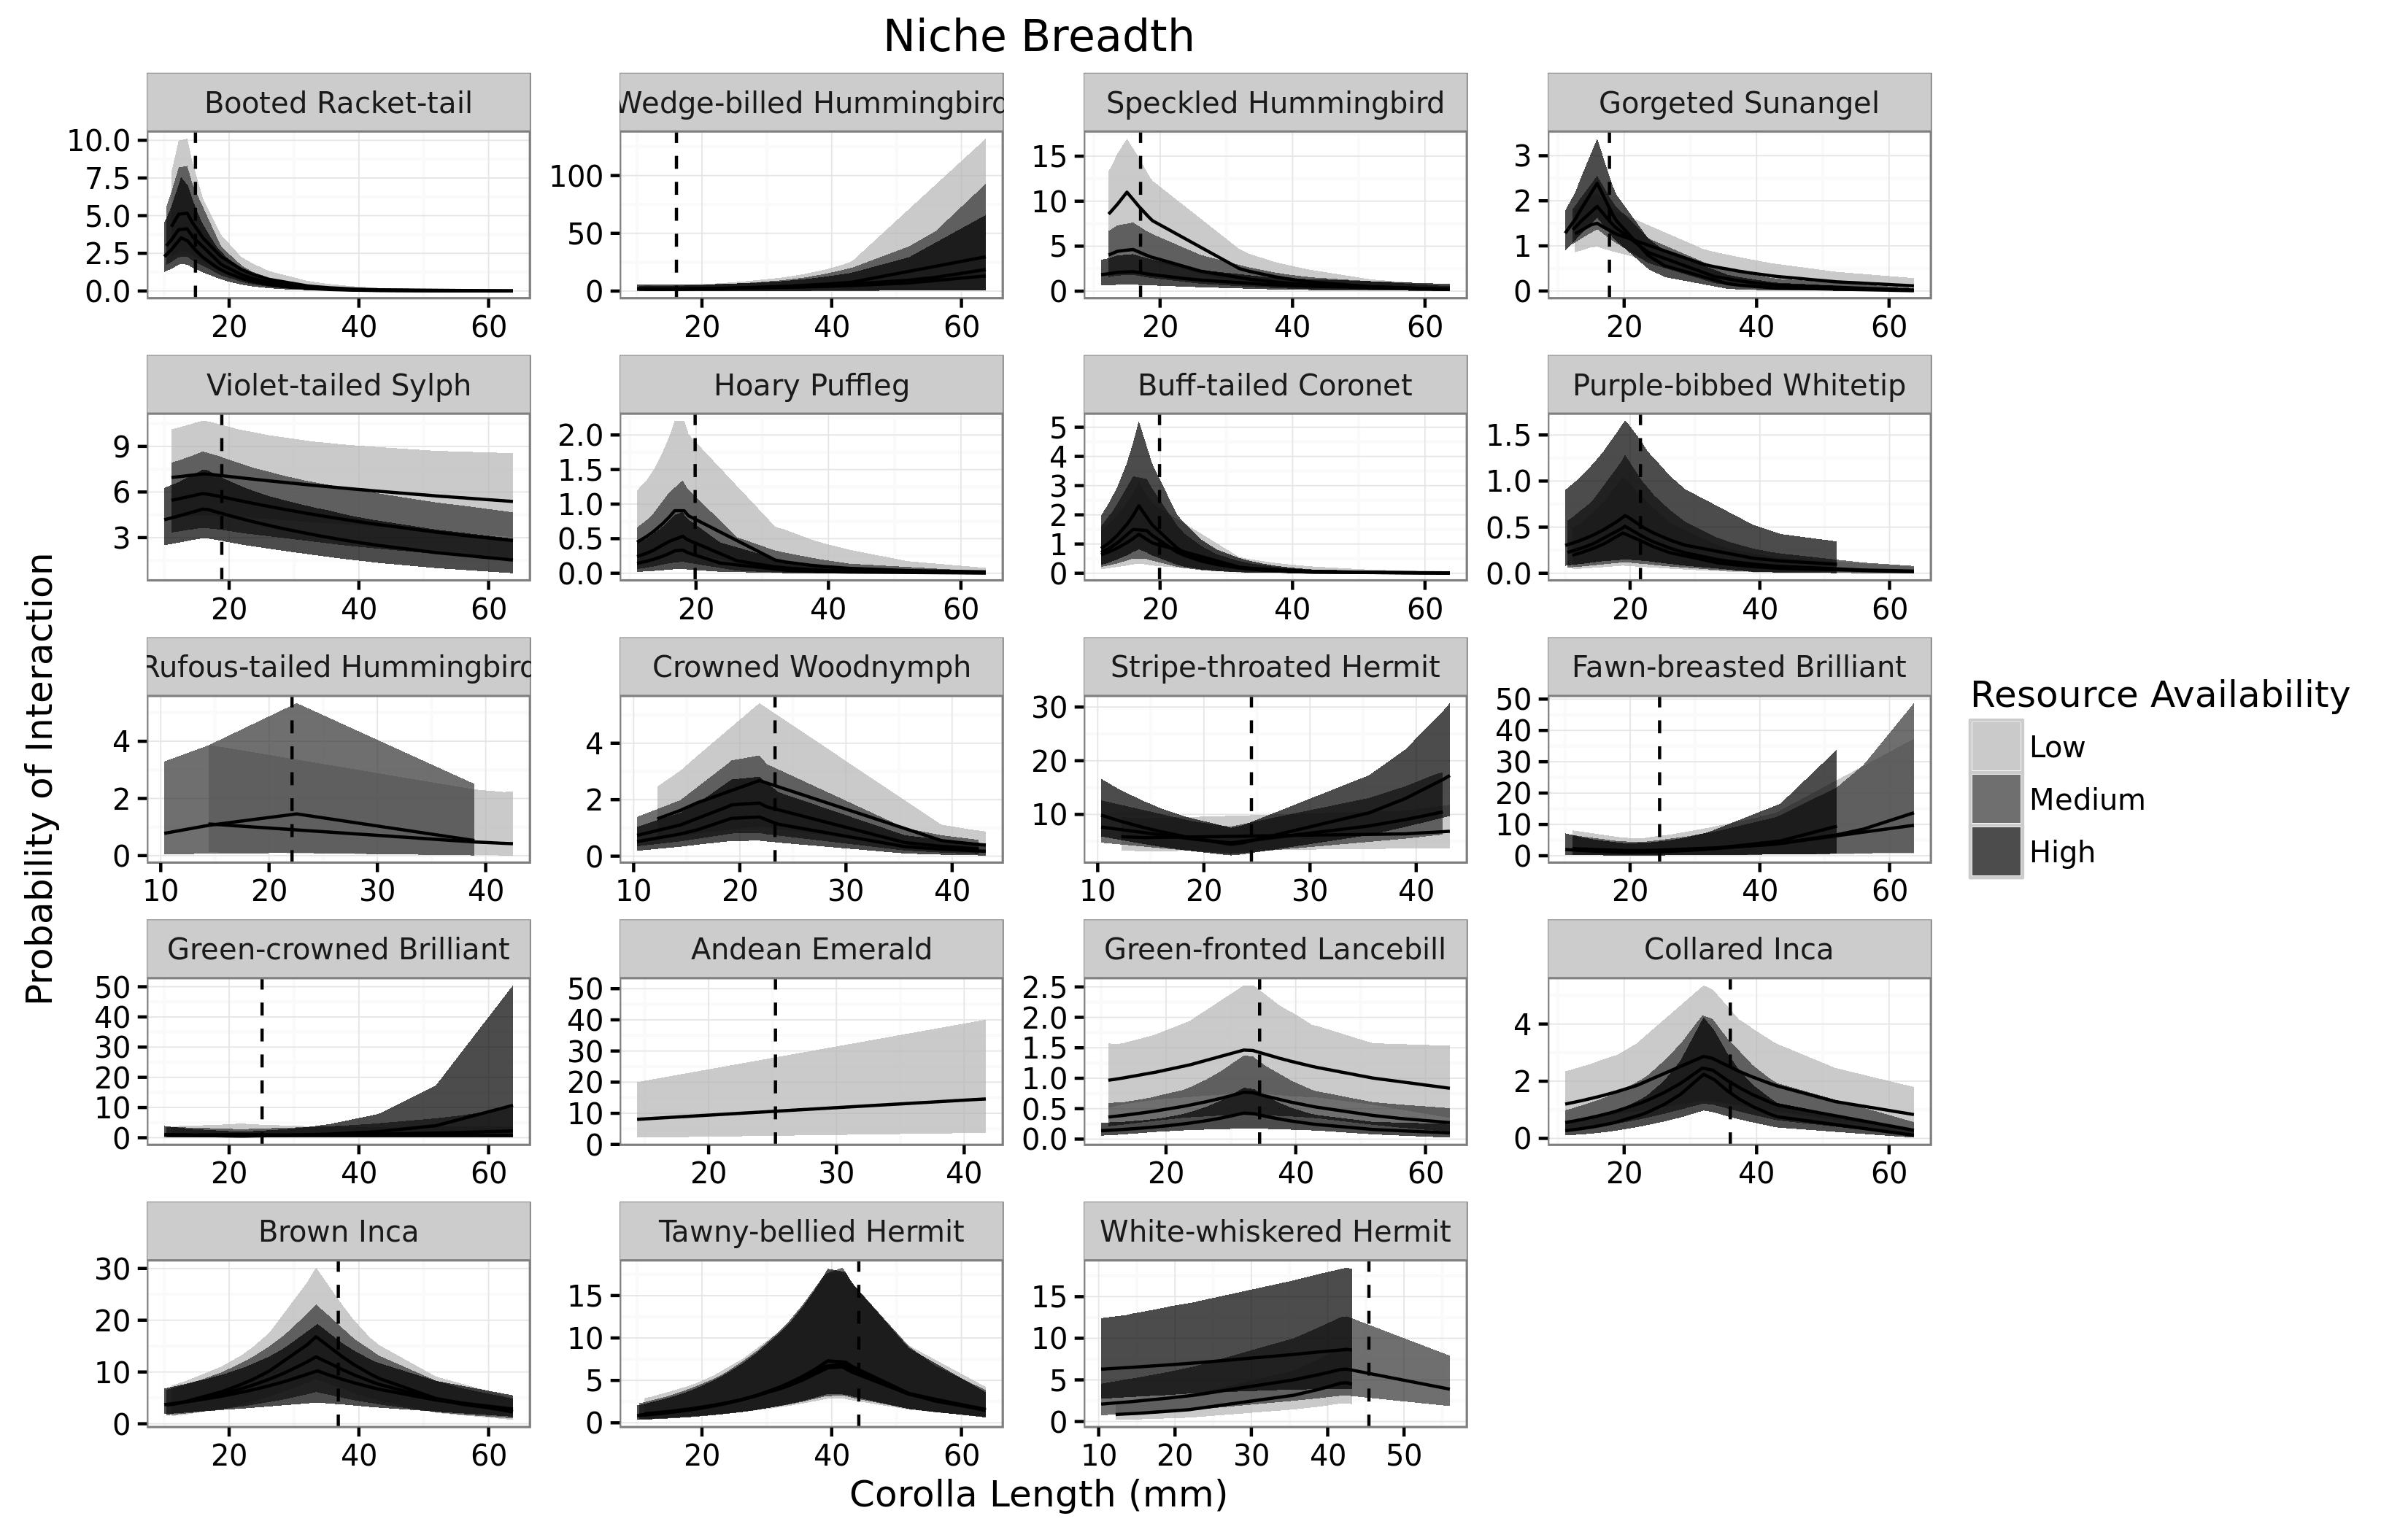 Niche Breadth
Booted Racket-tail
Wedge-billed Hummingbird
Speckled Hummingbird
Gorgeted Sunangel
10.0
7.5
5.0
2.5
0.0
100
50
0
15
10
5
0
3
2
1
0
20 40 60
20 40 60
20 40 60
20 40 60
Violet-tailed Sylph
Hoary Puffleg
Buff-tailed Coronet
Purple-bibbed Whitetip
9
6
3
2.0
1.5
1.0
0.5
0.0
5
4
3
2
1
0
1.5
1.0
0.5
0.0
20 40 60
20 40 60
20 40 60
20 40 60
Rufous-tailed Hummingbird
Crowned Woodnymph
Stripe-throated Hermit
Fawn-breasted Brilliant
4
2
0
4
2
0
30
20
10
50
40
30
20
10
0
10 20 30 40
10 20 30 40
10 20 30 40
20 40 60
Green-crowned Brilliant
Andean Emerald
Green-fronted Lancebill
Collared Inca
50
40
30
20
10
0
50
40
30
20
10
0
2.5
2.0
1.5
1.0
0.5
0.0
4
2
0
20 40 60
20 30 40
20 40 60
20 40 60
Brown Inca
Tawny-bellied Hermit
White-whiskered Hermit
30
20
10
0
15
10
5
0
15
10
5
0
20 40 60
20 40 60
10 20 30 40 50
Corolla Length (mm)
Probability of Interaction
Resource Availability
Low
Medium
High